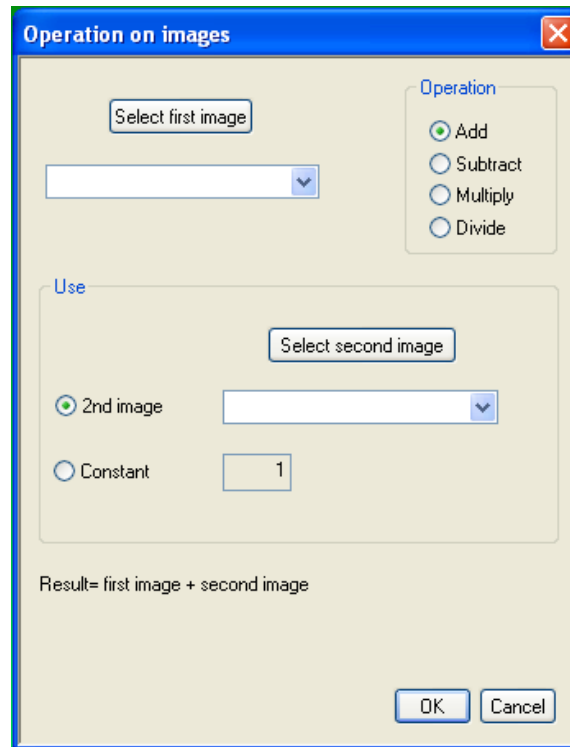 Operation on images
Select first image
Operation
Add
Subtract
Multiply
Divide
Use
Select second image
2nd image
Constant
1
Result= first image + second image
OK
Cancel